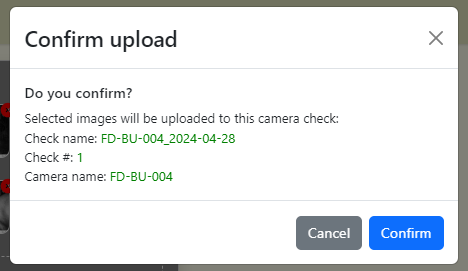 Confirm upload
Do you confirm?
Selected images will be uploaded to this camera check:
Check name: FD-BU-004_2024-04-28
Check #: 1
Camera name: FD-BU-004
Cancel Confirm